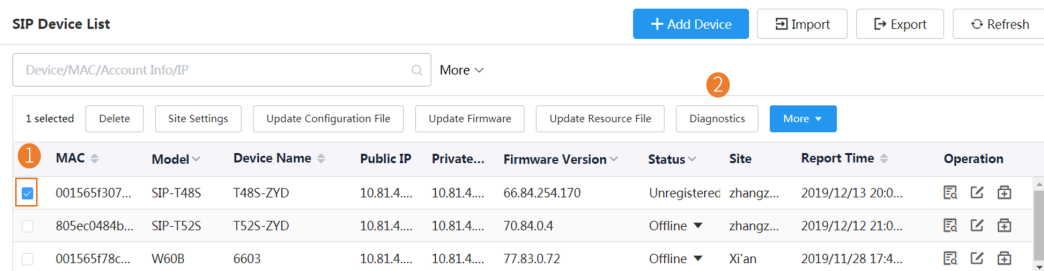 SIP Device List + Add Device Import Export Refresh
Device/MAC/Account Info/IP More
2
1 selected Delete Site Settings Update Configuration File Update Firmware Update Resource File Diagnostics More
1 MAC Model Device Name Public IP Private... Firmware Version Status Site Report Time Operation
001565f307... SIP-T48S T48S-ZYD 10.81.4.... 10.81.4.... 66.84.254.170 Unregistered zhangz... 2019/12/13 20:0...
805ec0484b... SIP-T52S T52S-ZYD 10.81.4.... 10.81.4.... 70.84.0.4 Offline zhangz... 2019/12/12 21:0...
001565f78c... W60B 6603 10.81.4.... 10.81.4.... 77.83.0.72 Offline Xi'an 2019/11/28 17:4...